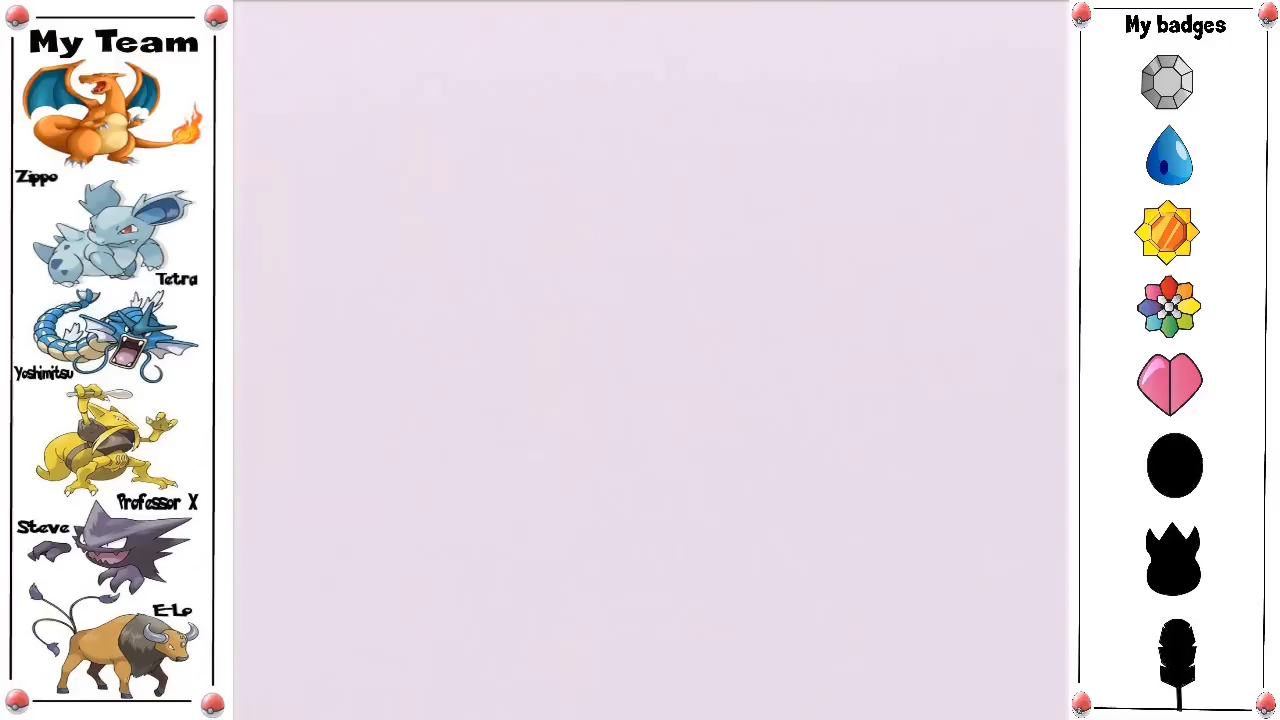 My Team
Zippo
Tetra
Yoshimitsu
Professor X
Steve
E-Lo
My badges